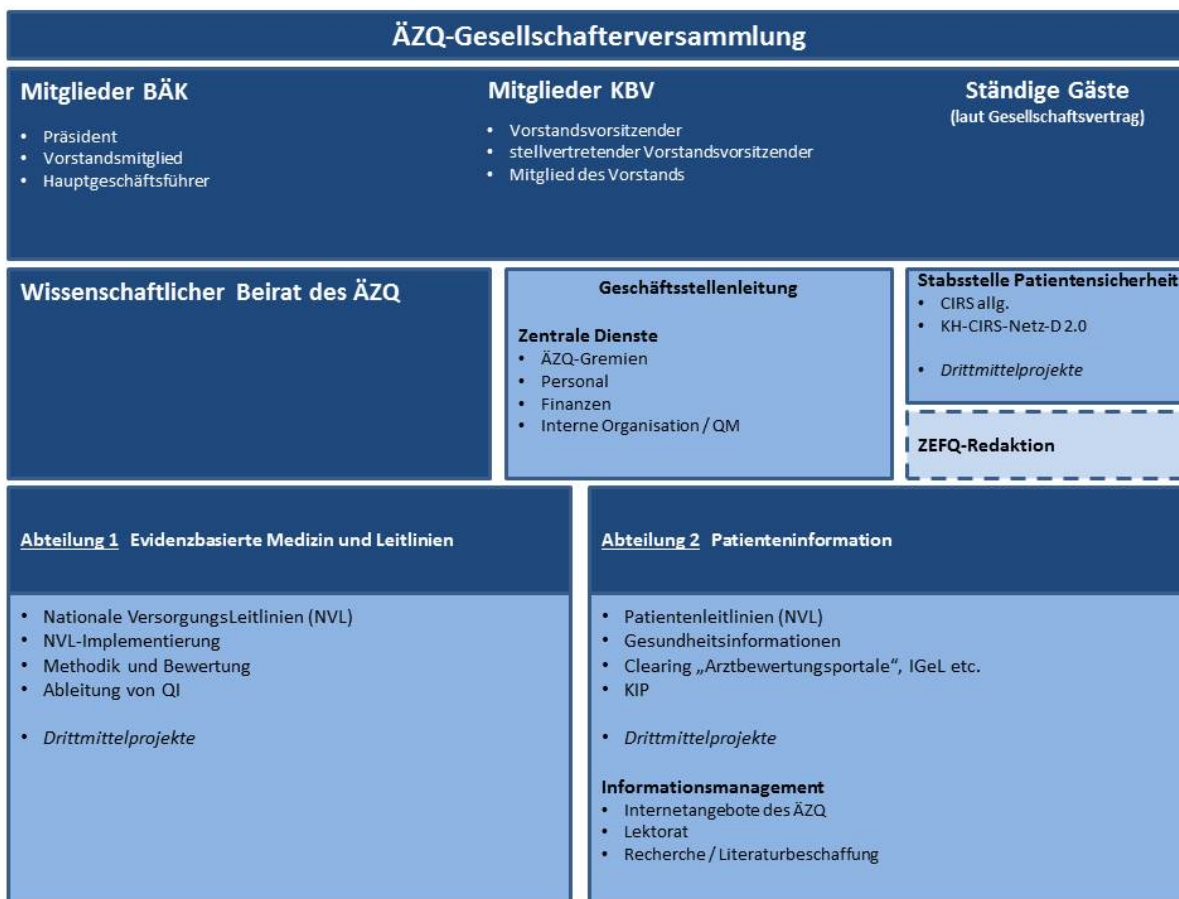 ÄZQ-Gesellschafterversammlung
Mitglieder BÄK
• Präsident
• Vorstandsmitglied
• Hauptgeschäftsführer
Mitglieder KBV
• Vorstandsvorsitzender
• stellvertretender Vorstandsvorsitzender
• Mitglied des Vorstands
Ständige Gäste
(laut Gesellschaftsvertrag)
Wissenschaftlicher Beirat des ÄZQ
Geschäftsstellenleitung
Zentrale Dienste
• ÄZQ-Gremien
• Personal
• Finanzen
• Interne Organisation / QM
Stabsstelle Patientensicherheit
• CIRS allg.
• KH-CIRS-Netz-D 2.0
• Drittmittelprojekte
ZEFQ-Redaktion
Abteilung 1 Evidenzbasierte Medizin und Leitlinien
• Nationale VersorgungsLeitlinien (NVL)
• NVL-Implementierung
• Methodik und Bewertung
• Ableitung von QI
• Drittmittelprojekte
Abteilung 2 Patienteninformation
• Patientenleitlinien (NVL)
• Gesundheitsinformationen
• Clearing „Arztbewertungsportale“, IGeL etc.
• KIP
• Drittmittelprojekte
Informationsmanagement
• Internetangebote des ÄZQ
• Lektorat
• Recherche / Literaturbeschaffung